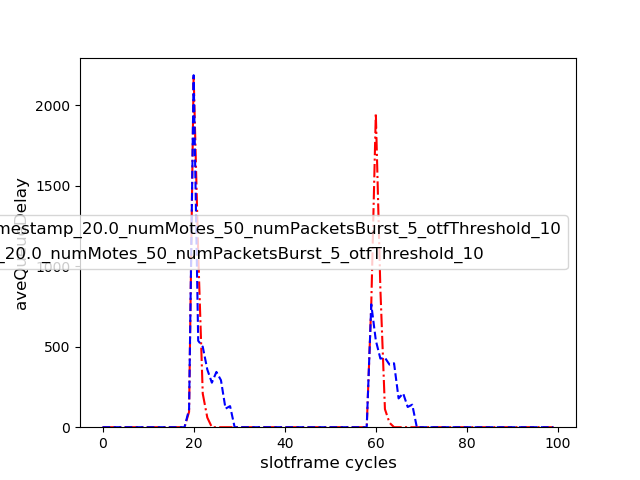 2000
1500
1000
500
0
aveQueueDelay
mestamp_20.0_numMotes_50_numPacketsBurst_5_otfThreshold_10
_20.0_numMotes_50_numPacketsBurst_5_otfThreshold_10
0 20 40 60 80 100
slotframe cycles